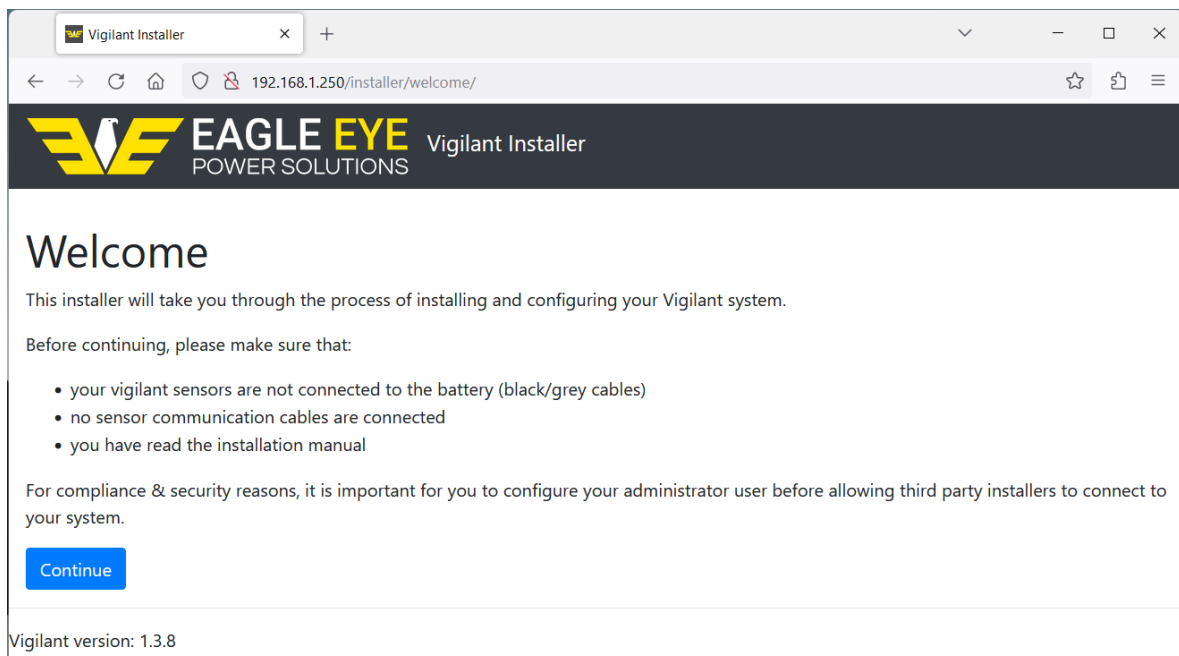 Vigilant Installer
192.168.1.250/installer/welcome/
EAGLE EYE
POWER SOLUTIONS
Vigilant Installer
Welcome
This installer will take you through the process of installing and configuring your Vigilant system.
Before continuing, please make sure that:
• your vigilant sensors are not connected to the battery (black/grey cables)
• no sensor communication cables are connected
• you have read the installation manual
For compliance & security reasons, it is important for you to configure your administrator user before allowing third party installers to connect to
your system.
Continue
Vigilant version: 1.3.8